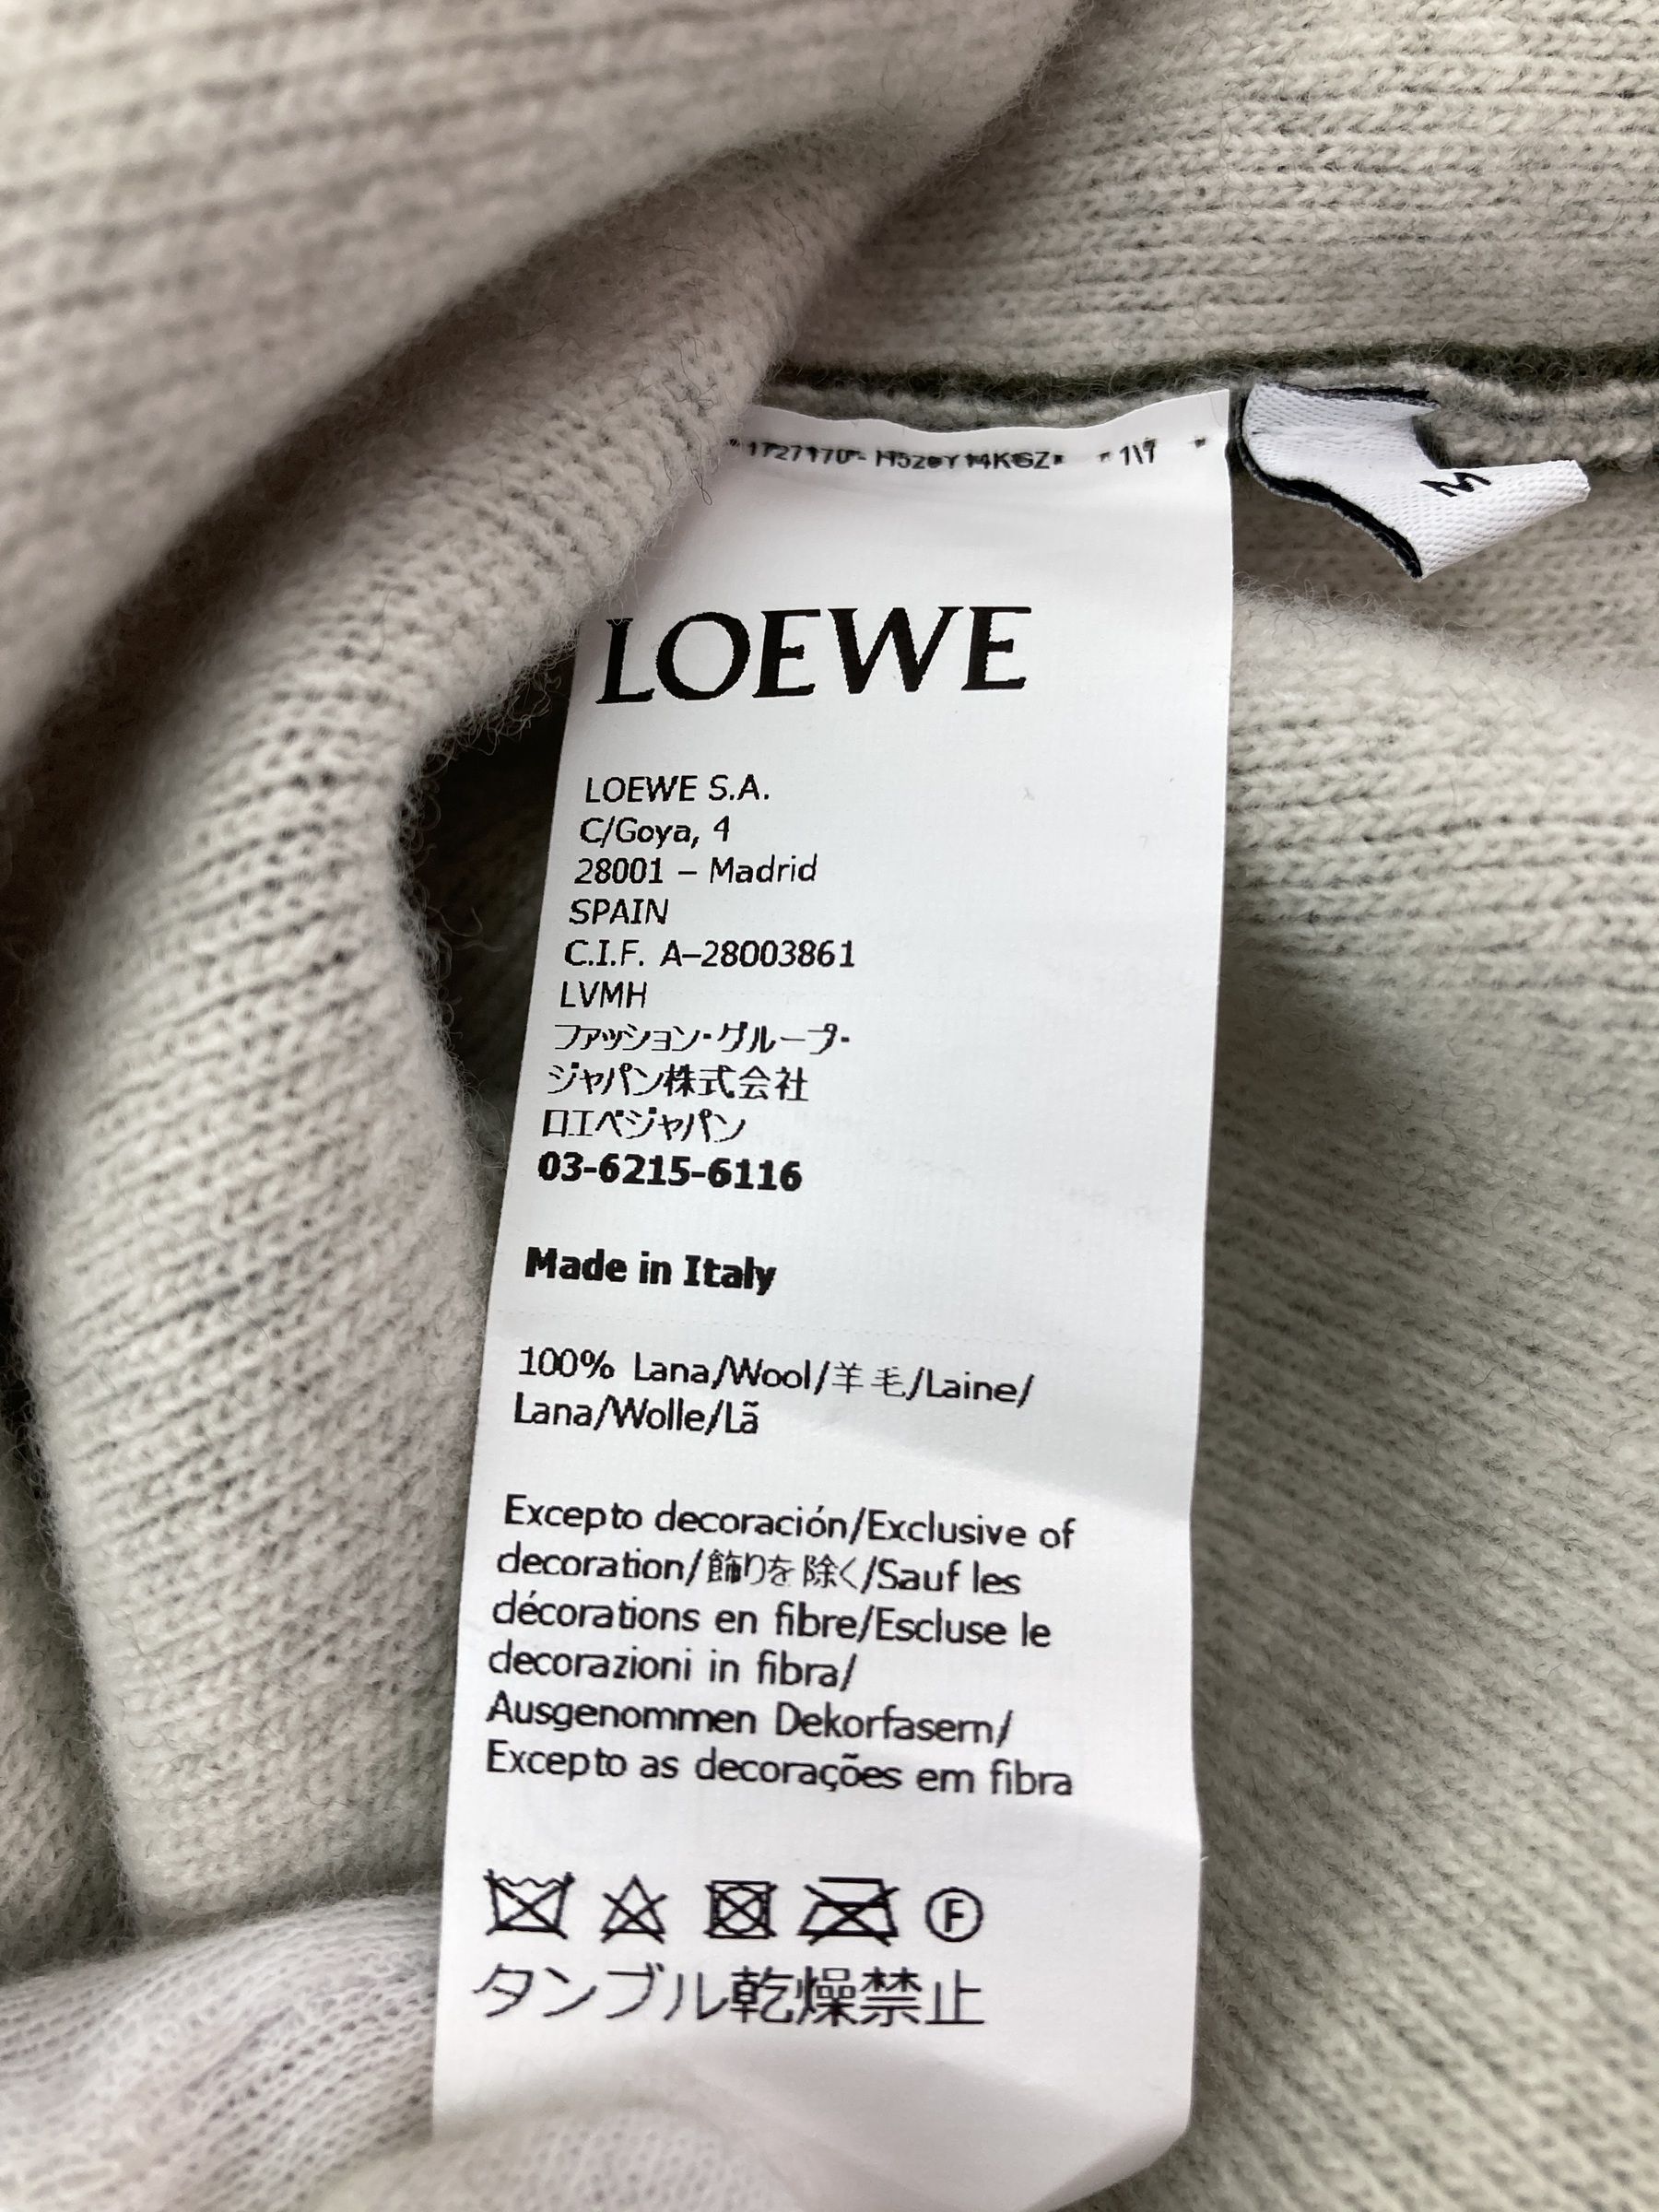 M
LOEWE
LOEWE S.A.
C/Goya, 4
28001 – Madrid
SPAIN
C.I.F. A–28003861
LVMH
ファッション・グループ・
ジャパン株式会社
ロエベジャパン
03-6215-6116
Made in Italy
100% Lana/Wool/羊毛/Laine/
Lana/Wolle/Lã
Excepto decoración/Exclusive of
decoration/飾りを除く/Sauf les
décorations en fibre/Escluse le
decorazioni in fibra/
Ausgenommen Dekorfasern/
Excepto as decorações em fibra
F
タンブル乾燥禁止